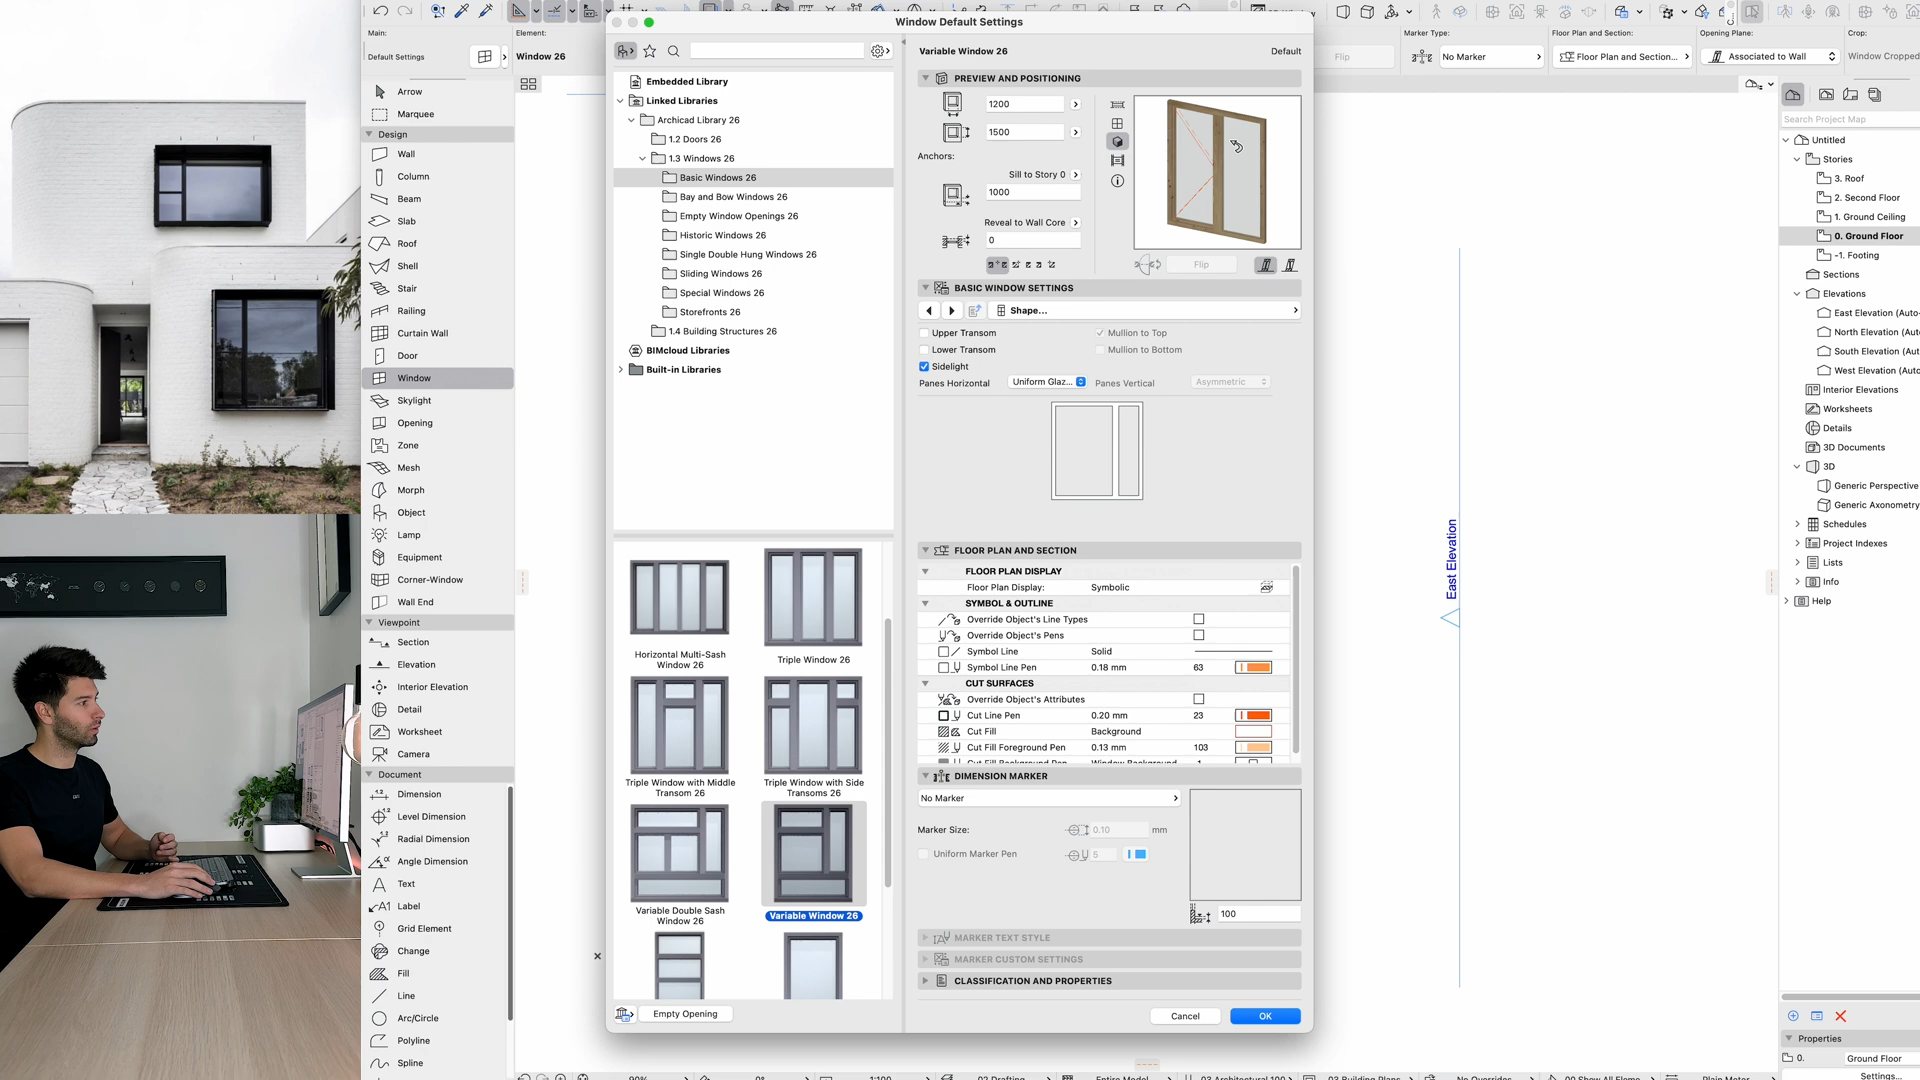 Window Default Settings
Main:
Element:
Default Settings
Window 26
Variable Window 26
Default
Flip
Marker Type:
No Marker
Floor Plan and Section:
Floor Plan and Section...
Opening Plane:
Associated to Wall
Crop:
Window Cropped
Arrow
Marquee
Design
Wall
Column
Beam
Slab
Roof
Shell
Stair
Railing
Curtain Wall
Door
Window
Skylight
Opening
Zone
Mesh
Morph
Object
Lamp
Equipment
Corner-Window
Wall End
Viewpoint
Section
Elevation
Interior Elevation
Detail
Worksheet
Camera
Document
Dimension
Level Dimension
Radial Dimension
Angle Dimension
Text
Label
Grid Element
Change
Fill
Line
Arc/Circle
Polyline
Spline
Embedded Library
Linked Libraries
Archicad Library 26
1.2 Doors 26
1.3 Windows 26
Basic Windows 26
Bay and Bow Windows 26
Empty Window Openings 26
Historic Windows 26
Single Double Hung Windows 26
Sliding Windows 26
Special Windows 26
Storefronts 26
1.4 Building Structures 26
BIMcloud Libraries
Built-in Libraries
Horizontal Multi-Sash
Window 26
Triple Window 26
Triple Window with Middle
Transom 26
Triple Window with Side
Transoms 26
Variable Double Sash
Window 26
Variable Window 26
Empty Opening
PREVIEW AND POSITIONING
1200
1500
Anchors:
Sill to Story 0
1000
Reveal to Wall Core
0
Flip
BASIC WINDOW SETTINGS
Shape...
Upper Transom
Mullion to Top
Lower Transom
Mullion to Bottom
Sidelight
Panes Horizontal
Uniform Glaz...
Panes Vertical
Asymmetric
FLOOR PLAN AND SECTION
FLOOR PLAN DISPLAY
Floor Plan Display:
Symbolic
SYMBOL & OUTLINE
Override Object's Line Types
Override Object's Pens
Symbol Line
Solid
Symbol Line Pen
0.18 mm
63
CUT SURFACES
Override Object's Attributes
Cut Line Pen
0.20 mm
23
Cut Fill
Background
Cut Fill Foreground Pen
0.13 mm
103
Cut Fill Background Pen
Window Background
DIMENSION MARKER
No Marker
Marker Size:
0.10
mm
Uniform Marker Pen
5
100
MARKER TEXT STYLE
MARKER CUSTOM SETTINGS
CLASSIFICATION AND PROPERTIES
Cancel
OK
East Elevation
Search Project Map
Untitled
Stories
3. Roof
2. Second Floor
1. Ground Ceiling
0. Ground Floor
-1. Footing
Sections
Elevations
East Elevation (Auto-
North Elevation (Aut
South Elevation (Aut
West Elevation (Aut
Interior Elevations
Worksheets
Details
3D Documents
3D
Generic Perspective
Generic Axonometry
Schedules
Project Indexes
Lists
Info
Help
Properties
0.
Ground Floor
Settings...